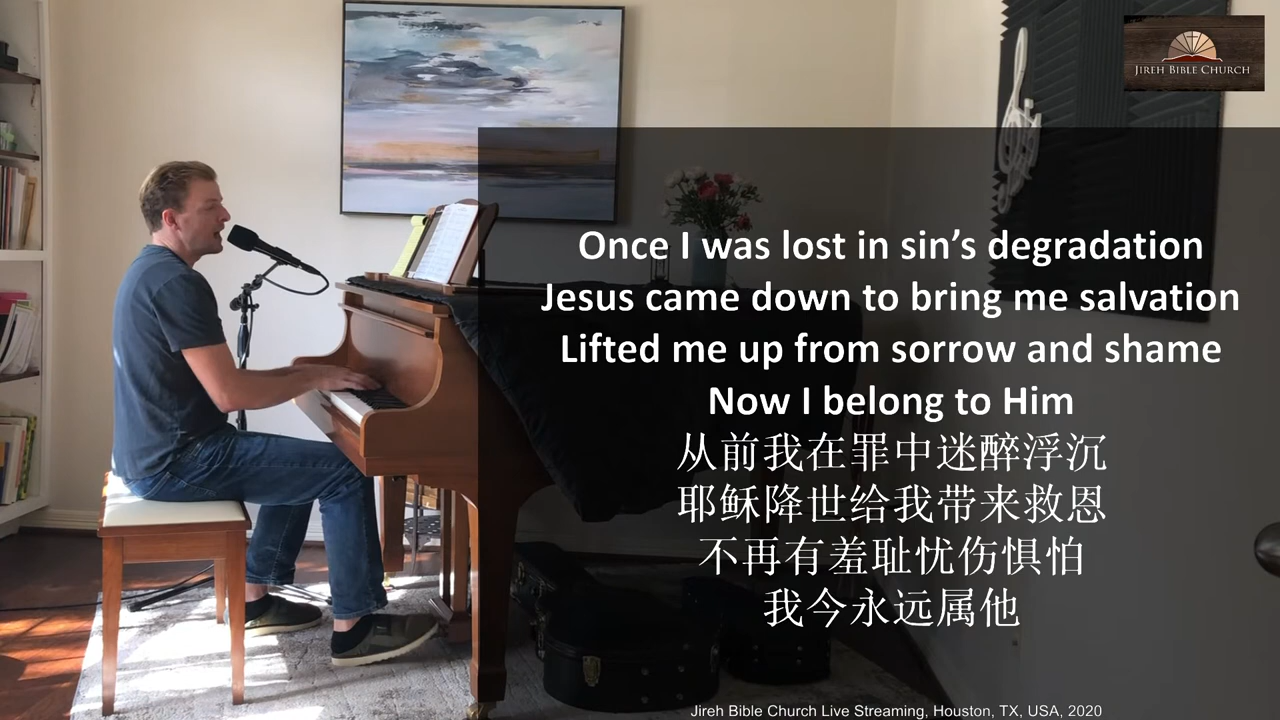 JIREH BIBLE CHURCH
Once I was lost in sin’s degradation
Jesus came down to bring me salvation
Lifted me up from sorrow and shame
Now I belong to Him
从前我在罪中迷醉浮沉
耶稣降世给我带来救恩
不再有羞耻忧伤惧怕
我今永远属他
Jireh Bible Church Live Streaming, Houston, TX, USA, 2020